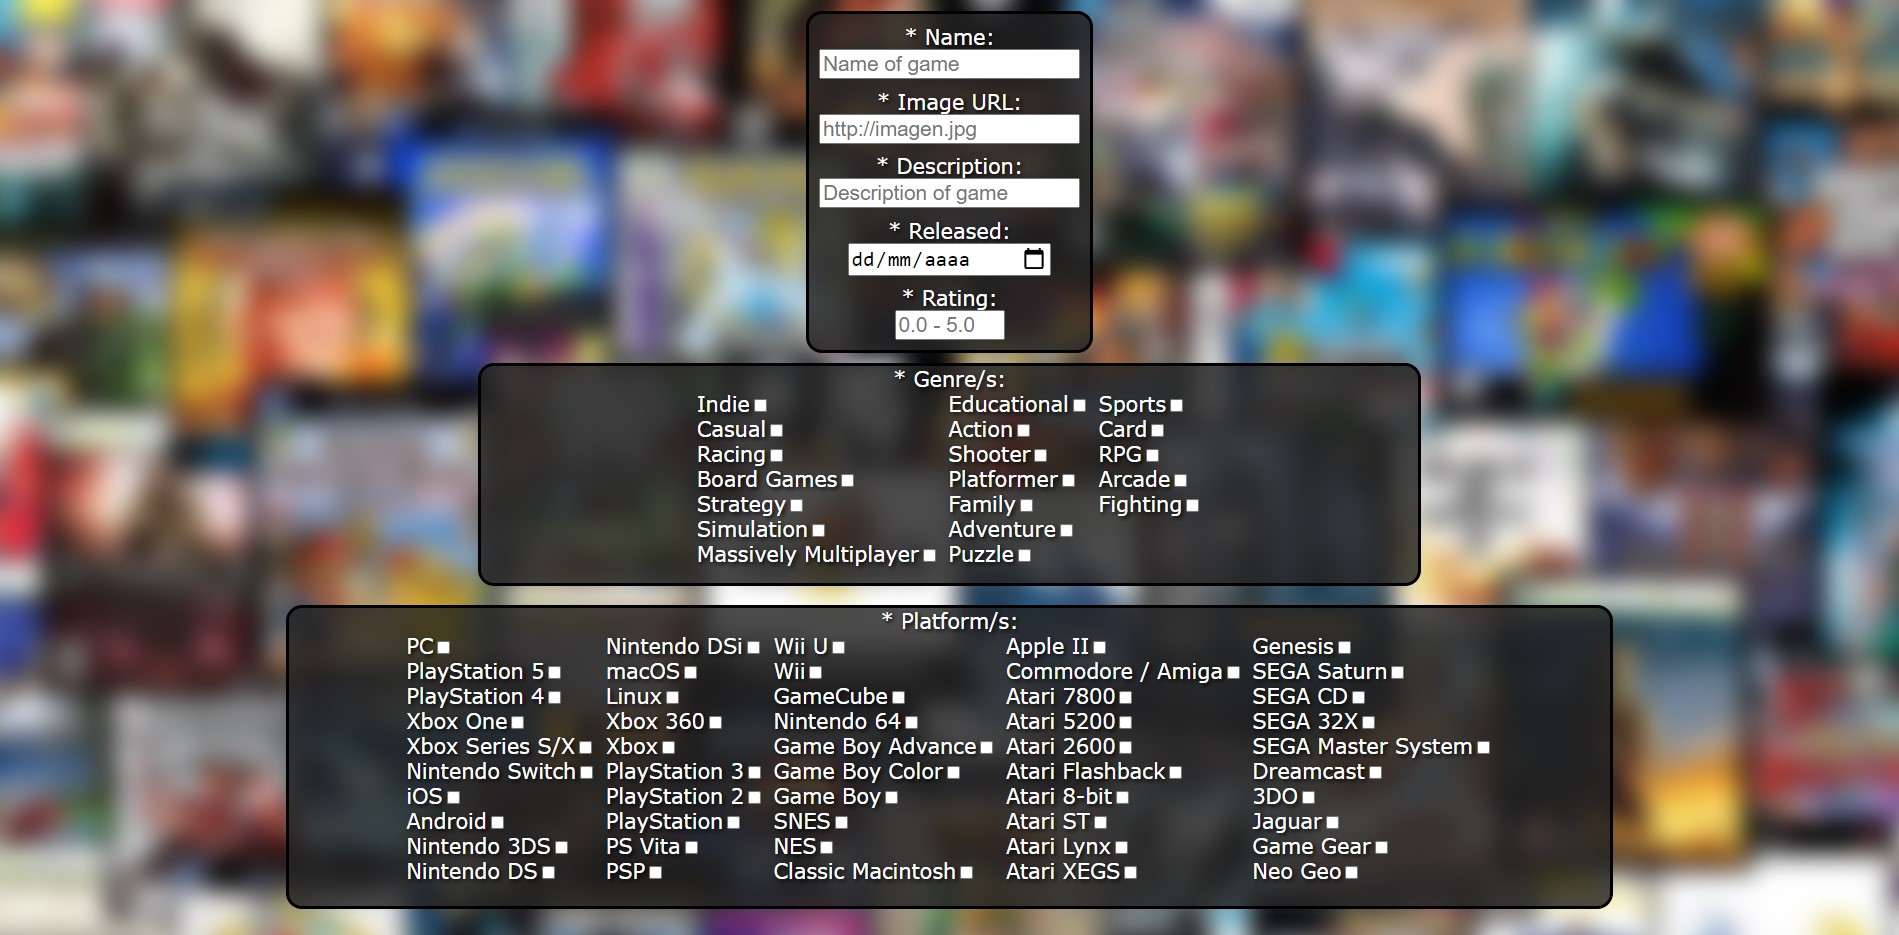 * Name:
Name of game
* Image URL:
http://imagen.jpg
* Description:
Description of game
* Released:
dd/mm/aaaa
* Rating:
0.0 - 5.0
* Genre/s:
Indie
Casual
Racing
Board Games
Strategy
Simulation
Massively Multiplayer
Educational
Action
Shooter
Platformer
Family
Adventure
Puzzle
Sports
Card
RPG
Arcade
Fighting
* Platform/s:
PC
PlayStation 5
PlayStation 4
Xbox One
Xbox Series S/X
Nintendo Switch
iOS
Android
Nintendo 3DS
Nintendo DS
Nintendo DSi
macOS
Linux
Xbox 360
Xbox
PlayStation 3
PlayStation 2
PlayStation
PS Vita
PSP
Wii U
Wii
GameCube
Nintendo 64
Game Boy Advance
Game Boy Color
Game Boy
SNES
NES
Classic Macintosh
Apple II
Commodore / Amiga
Atari 7800
Atari 5200
Atari 2600
Atari Flashback
Atari 8-bit
Atari ST
Atari Lynx
Atari XEGS
Genesis
SEGA Saturn
SEGA CD
SEGA 32X
SEGA Master System
Dreamcast
3DO
Jaguar
Game Gear
Neo Geo